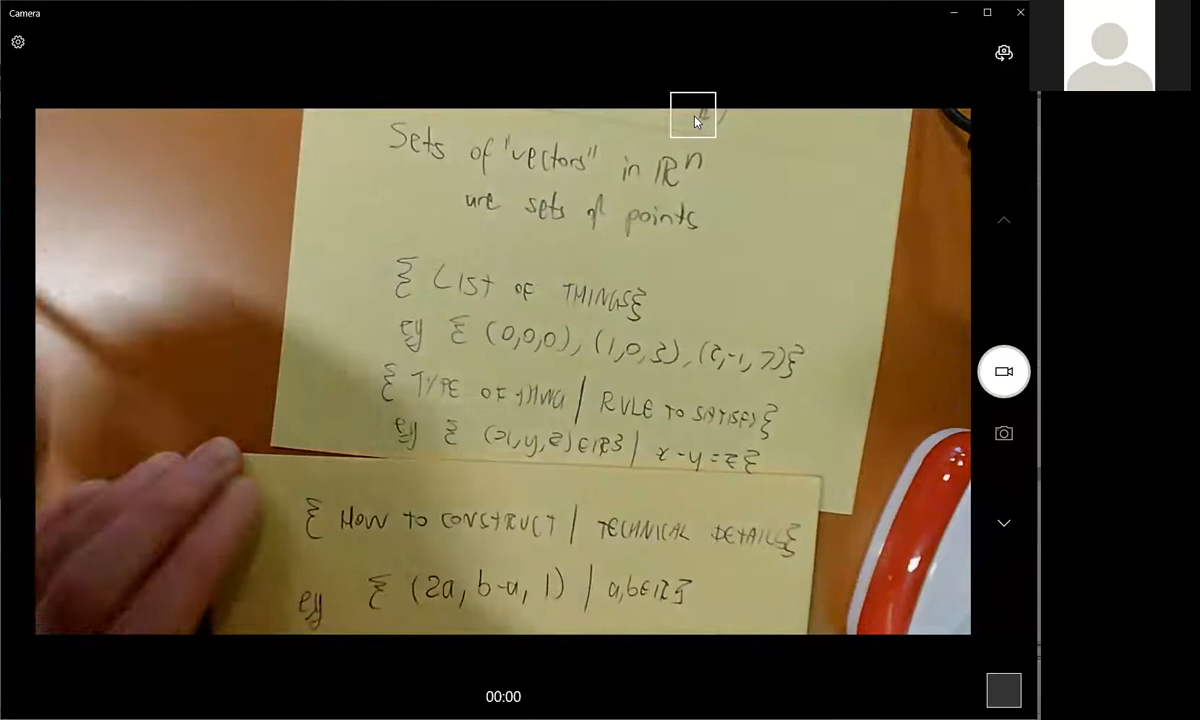 Camera
Sets of "vectors" in ℝⁿ
are sets of points
{ LIST OF THINGS}
eg { (0,0,0), (1,0,3), (2,-1,7)}
{ TYPE OF THING | RULE TO SATISFY}
eg { (x,y,z)∈ℝ3 | x-y=z}
{ HOW TO CONSTRUCT | TECHNICAL DETAILS}
eg { (2a, b-a, 1) | a,b∈ℝ}
00:00